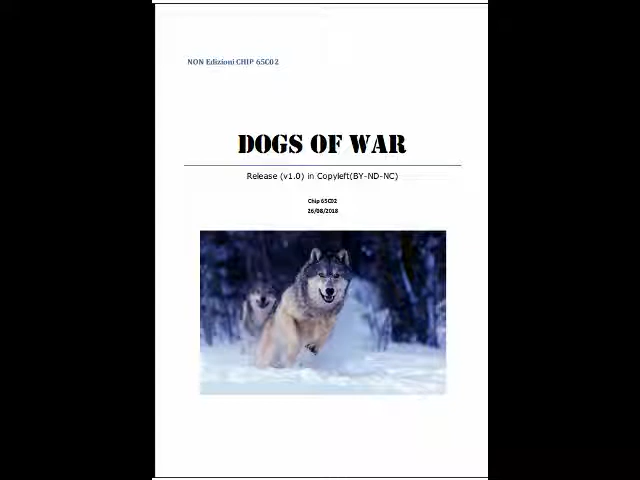 NON Edizioni CHIP 65C02
DOGS OF WAR
Release (v1.0) in Copyleft(BY-ND-NC)
Chip 65C02
26/08/2018